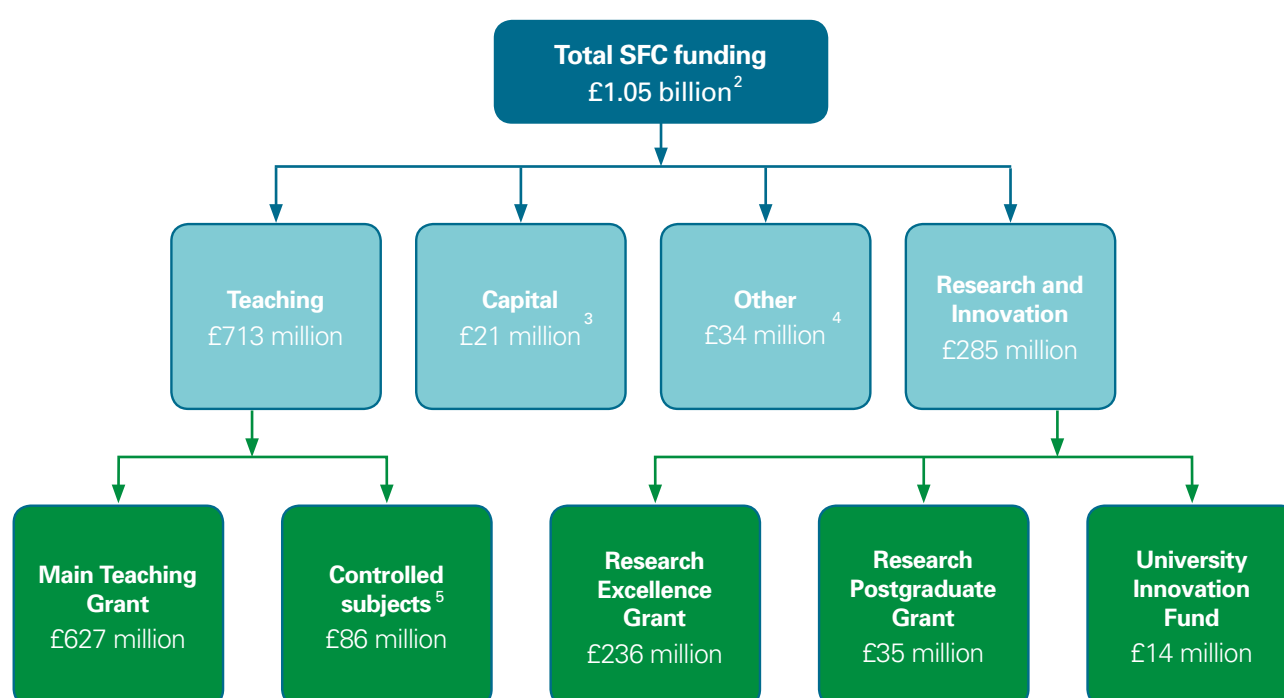 Total SFC funding
£1.05 billion 2
Teaching
£713 million
Capital
£21 million 3
Other
£34 million 4
Research and
Innovation
£285 million
Main Teaching
Grant
£627 million
Controlled
subjects 5
£86 million
Research
Excellence
Grant
£236 million
Research
Postgraduate
Grant
£35 million
University
Innovation
Fund
£14 million